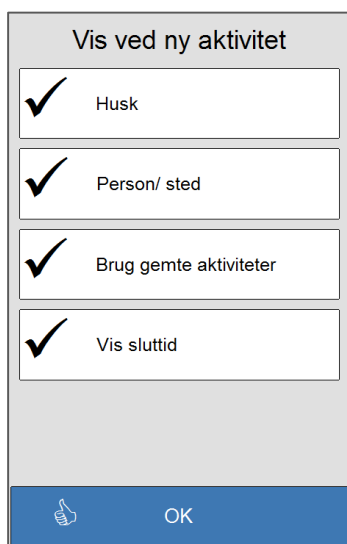 Vis ved ny aktivitet
Husk
Person/ sted
Brug gemte aktiviteter
Vis sluttid
OK